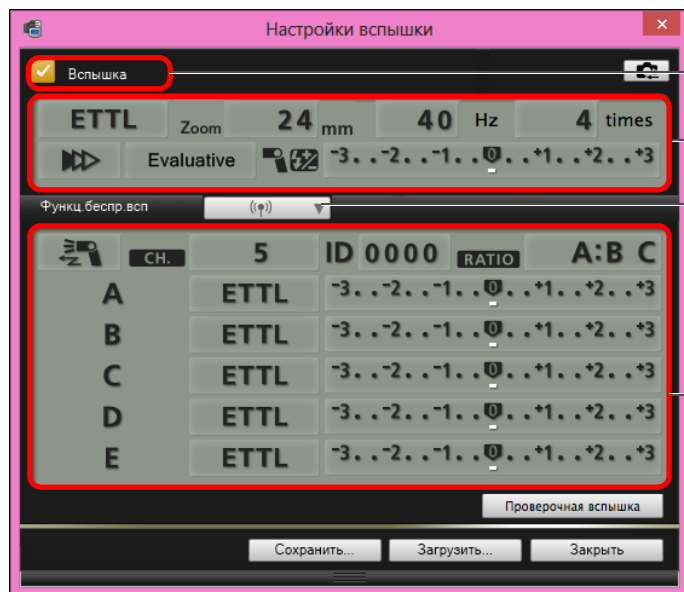 Настройки вспышки
Вспышка
ETTL Zoom 24 mm 40 Hz 4 times
Evaluative -3..-2..-1..0..+1..+2..+3
Функц.беспр.всп
CH. 5 ID 0000 RATIO A:B C
A ETTL -3..-2..-1..0..+1..+2..+3
B ETTL -3..-2..-1..0..+1..+2..+3
C ETTL -3..-2..-1..0..+1..+2..+3
D ETTL -3..-2..-1..0..+1..+2..+3
E ETTL -3..-2..-1..0..+1..+2..+3
Проверочная вспышка
Сохранить... Загрузить... Закрыть